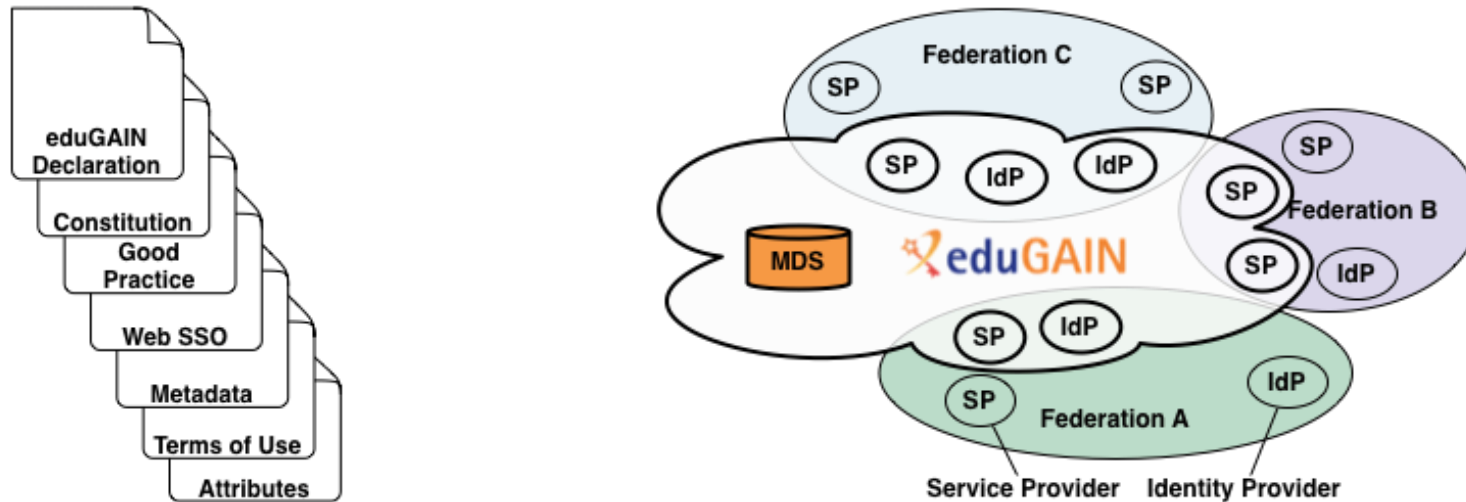 eduGAIN
Declaration
Constitution
Good
Practice
Web SSO
Metadata
Terms of Use
Attributes
Federation C
SP
SP
SP
IdP
IdP
SP
SP
Federation B
MDS
eduGAIN
SP
IdP
SP
IdP
SP
IdP
Federation A
Service Provider
Identity Provider